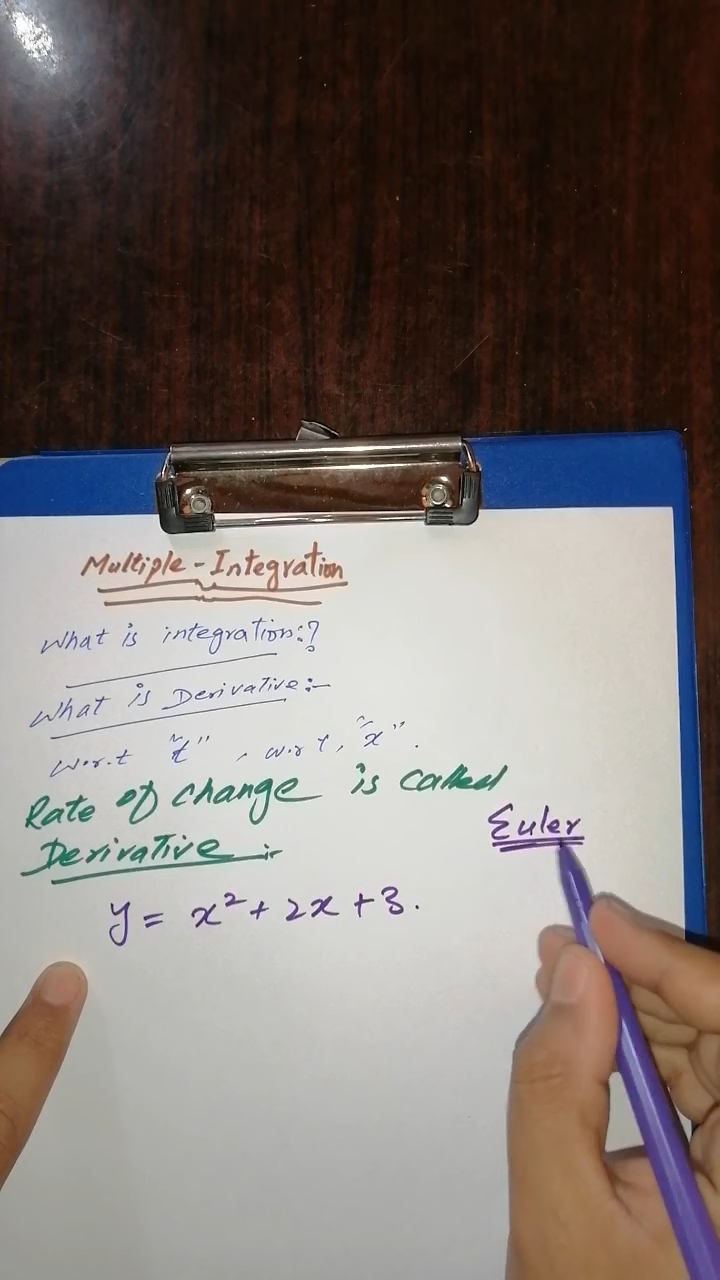 Multiple-Integration
What is integration:?
What is Derivative:-
w.r.t "t", w.r.t, "x".
Rate of change is called
Derivative :-
Euler
y = x² + 2x + 3.